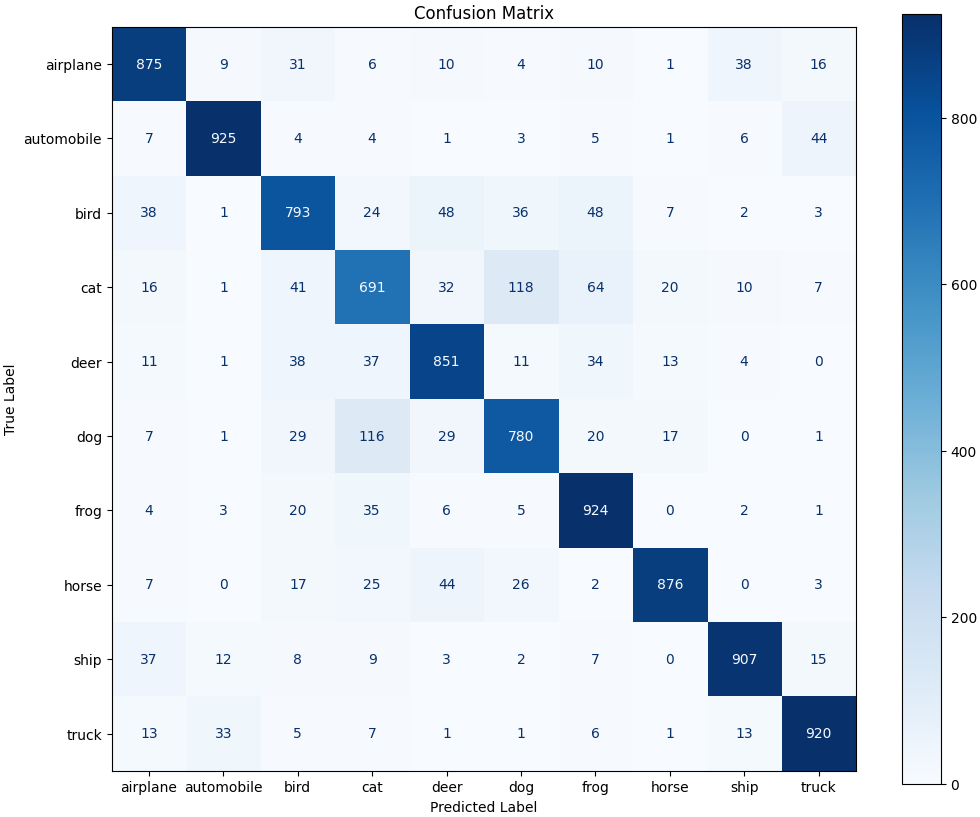 Confusion Matrix
airplane 875 9 31 6 10 4 10 1 38 16
automobile 7 925 4 4 1 3 5 1 6 44
bird 38 1 793 24 48 36 48 7 2 3
cat 16 1 41 691 32 118 64 20 10 7
deer 11 1 38 37 851 11 34 13 4 0
dog 7 1 29 116 29 780 20 17 0 1
frog 4 3 20 35 6 5 924 0 2 1
horse 7 0 17 25 44 26 2 876 0 3
ship 37 12 8 9 3 2 7 0 907 15
truck 13 33 5 7 1 1 6 1 13 920
airplane automobile bird cat deer dog frog horse ship truck
Predicted Label
True Label
800
600
400
200
0